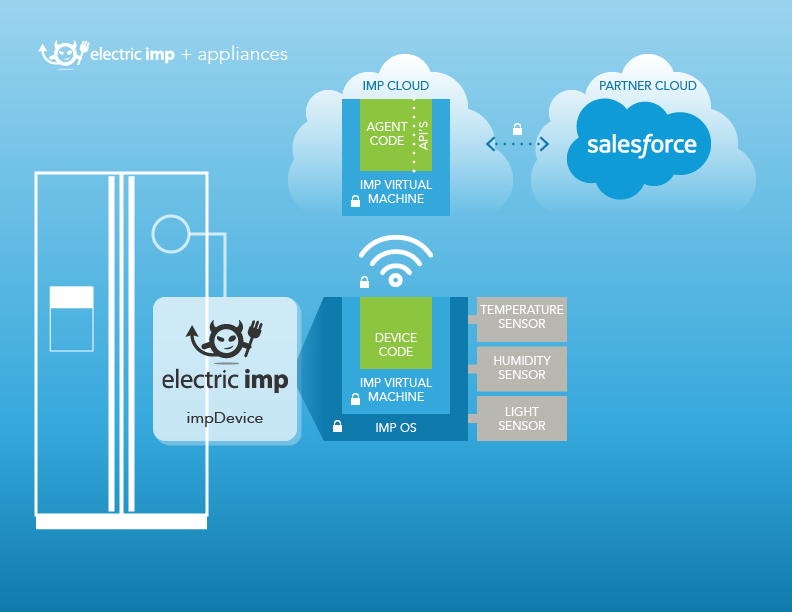 electric imp + appliances
IMP CLOUD
AGENT
CODE
API'S
IMP VIRTUAL
MACHINE
PARTNER CLOUD
salesforce
electric imp
impDevice
DEVICE
CODE
IMP VIRTUAL
MACHINE
IMP OS
TEMPERATURE
SENSOR
HUMIDITY
SENSOR
LIGHT
SENSOR